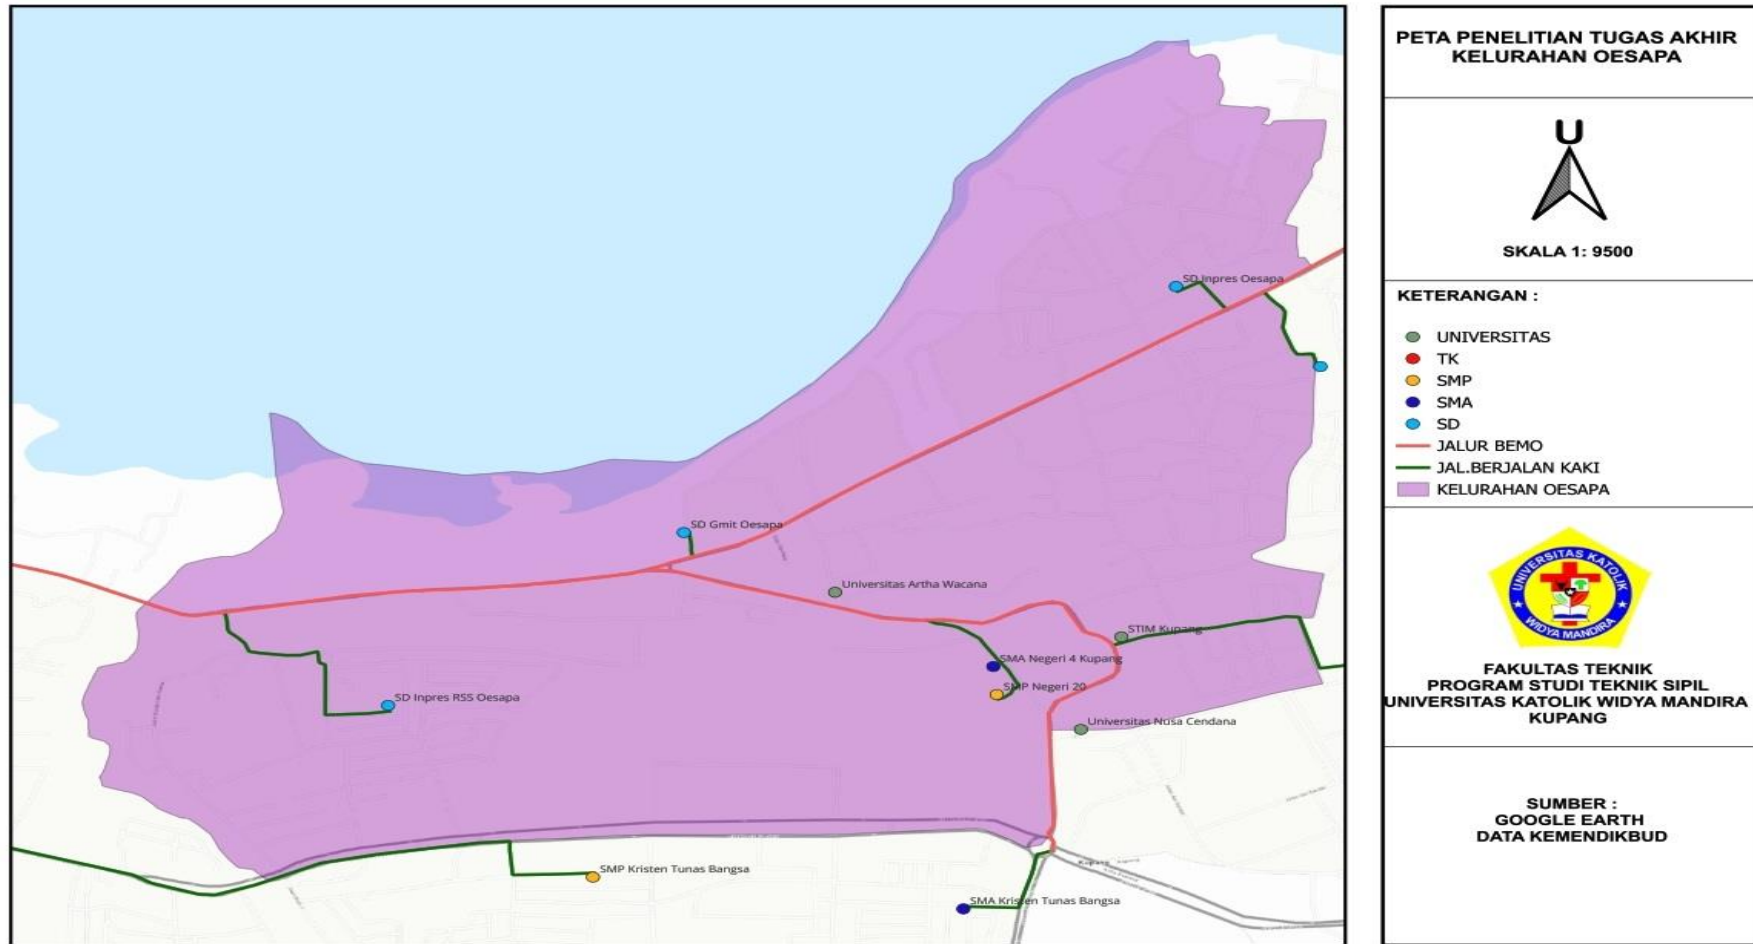 SD Inpres Oesapa
SD Gmit Oesapa
Universitas Artha Wacana
STIM Kupang
SMA Negeri 4 Kupang
SMP Negeri 20
SD Inpres RSS Oesapa
Universitas Nusa Cendana
SMP Kristen Tunas Bangsa
SMA Kristen Tunas Bangsa
PETA PENELITIAN TUGAS AKHIR
KELURAHAN OESAPA
U
SKALA 1: 9500
KETERANGAN :
UNIVERSITAS
TK
SMP
SMA
SD
JALUR BEMO
JAL.BERJALAN KAKI
KELURAHAN OESAPA
UNIVERSITAS KATOLIK
WIDYA MANDIRA
FAKULTAS TEKNIK
PROGRAM STUDI TEKNIK SIPIL
UNIVERSITAS KATOLIK WIDYA MANDIRA
KUPANG
SUMBER :
GOOGLE EARTH
DATA KEMENDIKBUD